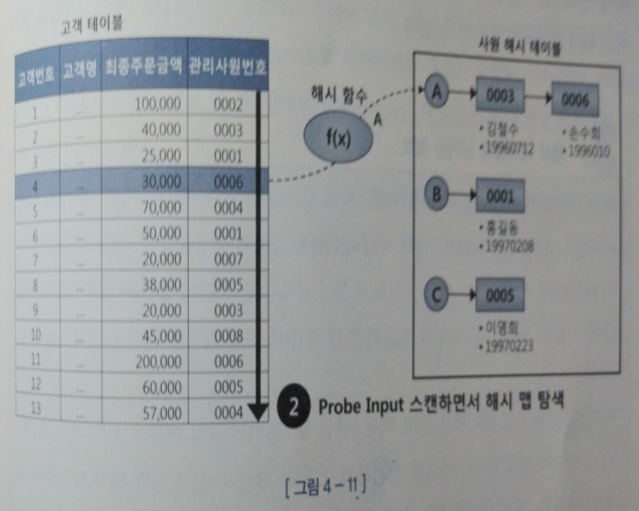 고객 테이블
고객번호 고객명 최종주문금액 관리사원번호
1 ... 100,000 0002
2 ... 40,000 0003
3 ... 25,000 0001
4 ... 30,000 0006
5 ... 70,000 0004
6 ... 50,000 0001
7 ... 20,000 0007
8 ... 38,000 0005
9 ... 20,000 0003
10 ... 45,000 0008
11 ... 200,000 0006
12 ... 60,000 0005
13 ... 57,000 0004
해시 함수
f(x)
A
사원 해시 테이블
A 0003 0006
• 김철수 • 손수희
• 19960712 • 1996010
B 0001
• 홍길동
• 19970208
C 0005
• 이영희
• 19970223
2 Probe Input 스캔하면서 해시 맵 탐색
[ 그림 4 - 11 ]